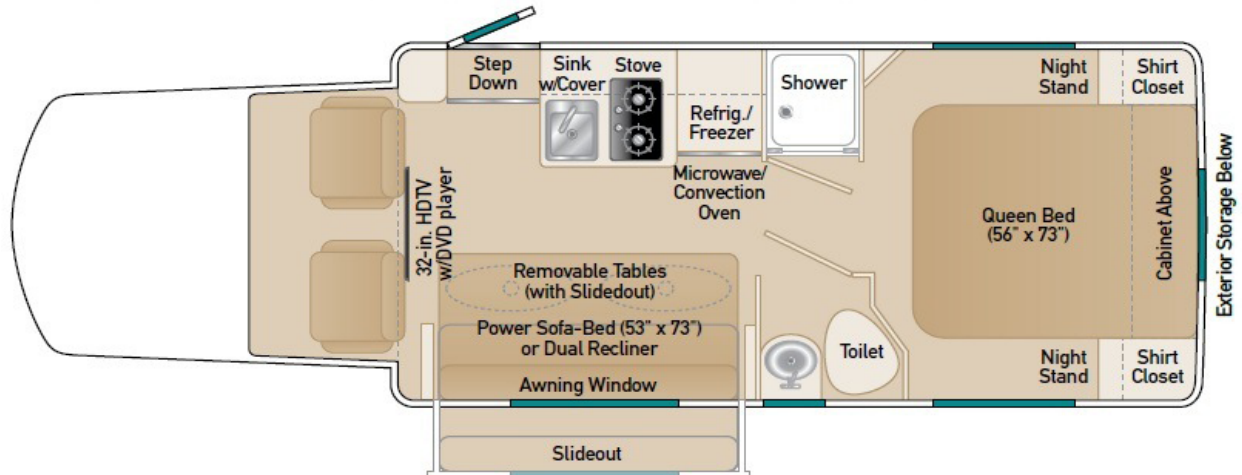 Step
Down
Sink
w/Cover
Stove
Refrig./
Freezer
Shower
Night
Stand
Shirt
Closet
Microwave/
Convection
Oven
32-in. HDTV
w/DVD player
Removable Tables
(with Slidedout)
Power Sofa-Bed (53" x 73")
or Dual Recliner
Awning Window
Slideout
Toilet
Queen Bed
(56" x 73")
Cabinet Above
Exterior Storage Below
Night
Stand
Shirt
Closet